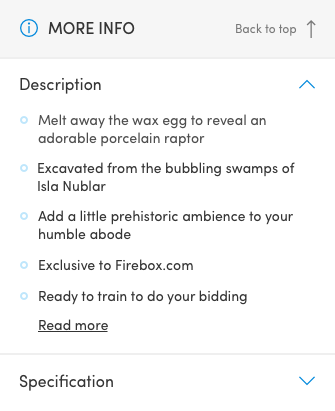 MORE INFO
Back to top
Description
Melt away the wax egg to reveal an
adorable porcelain raptor
Excavated from the bubbling swamps of
Isla Nublar
Add a little prehistoric ambience to your
humble abode
Exclusive to Firebox.com
Ready to train to do your bidding
Read more
Specification